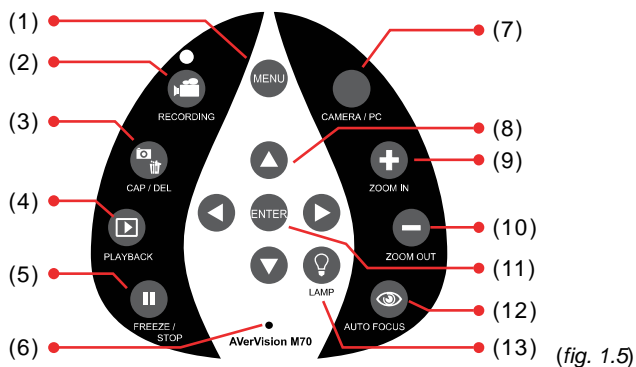 (1)
(2)
(3)
(4)
(5)
(6)
MENU
RECORDING
CAP / DEL
PLAYBACK
FREEZE /
STOP
ENTER
LAMP
AVerVision M70
CAMERA / PC
ZOOM IN
ZOOM OUT
AUTO FOCUS
(7)
(8)
(9)
(10)
(11)
(12)
(13)
(fig. 1.5)